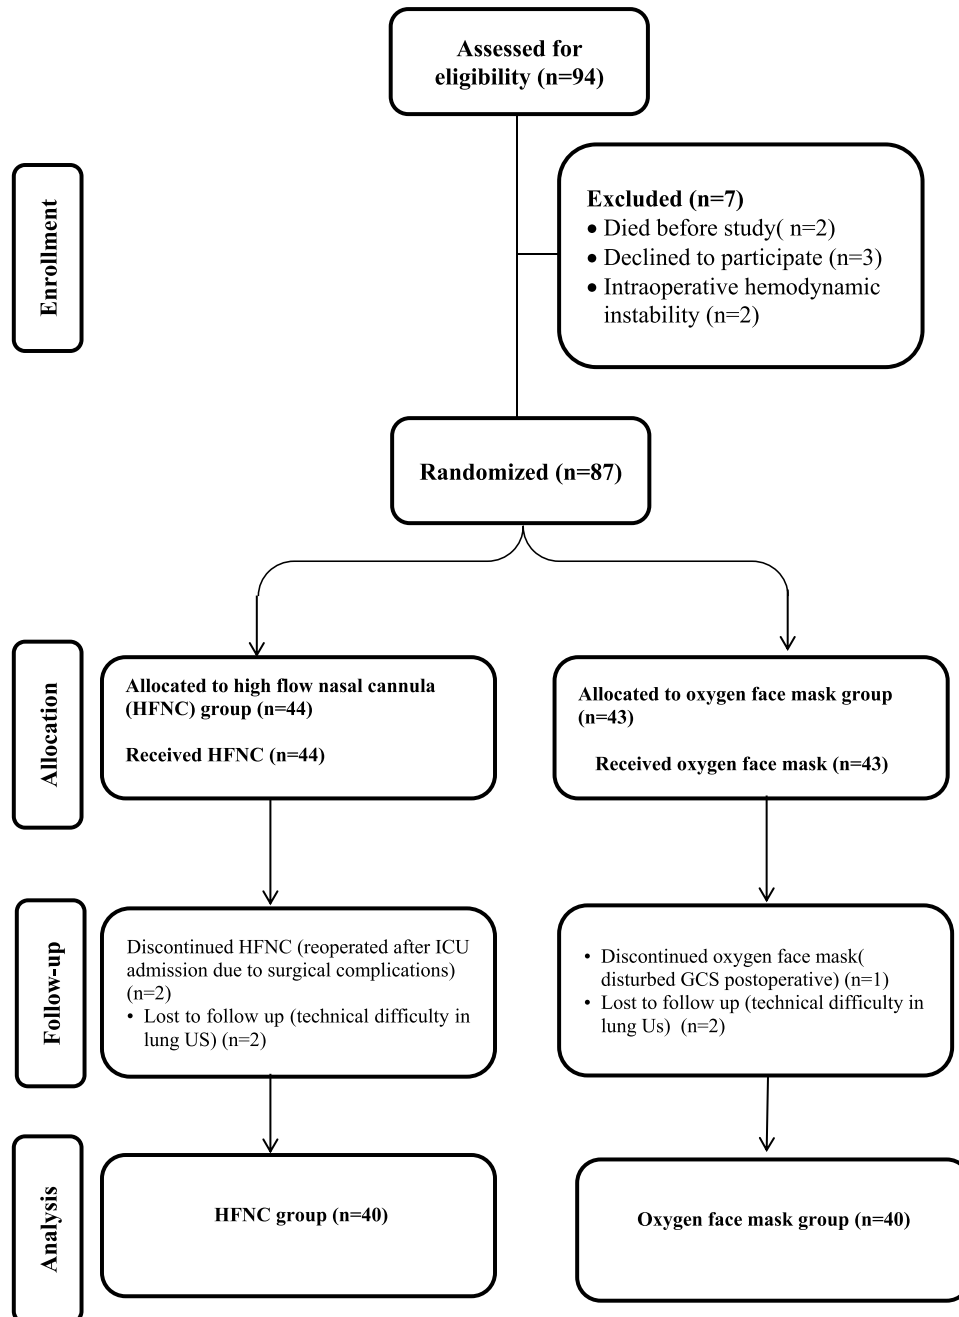 Assessed for
eligibility (n=94)
Enrollment
Excluded (n=7)
• Died before study( n=2)
• Declined to participate (n=3)
• Intraoperative hemodynamic
instability (n=2)
Randomized (n=87)
Allocation
Allocated to high flow nasal cannula
(HFNC) group (n=44)
Received HFNC (n=44)
Allocated to oxygen face mask group
(n=43)
Received oxygen face mask (n=43)
Follow-up
Discontinued HFNC (reoperated after ICU
admission due to surgical complications)
(n=2)
• Lost to follow up (technical difficulty in
lung US) (n=2)
• Discontinued oxygen face mask(
disturbed GCS postoperative) (n=1)
• Lost to follow up (technical difficulty in
lung Us) (n=2)
Analysis
HFNC group (n=40)
Oxygen face mask group (n=40)